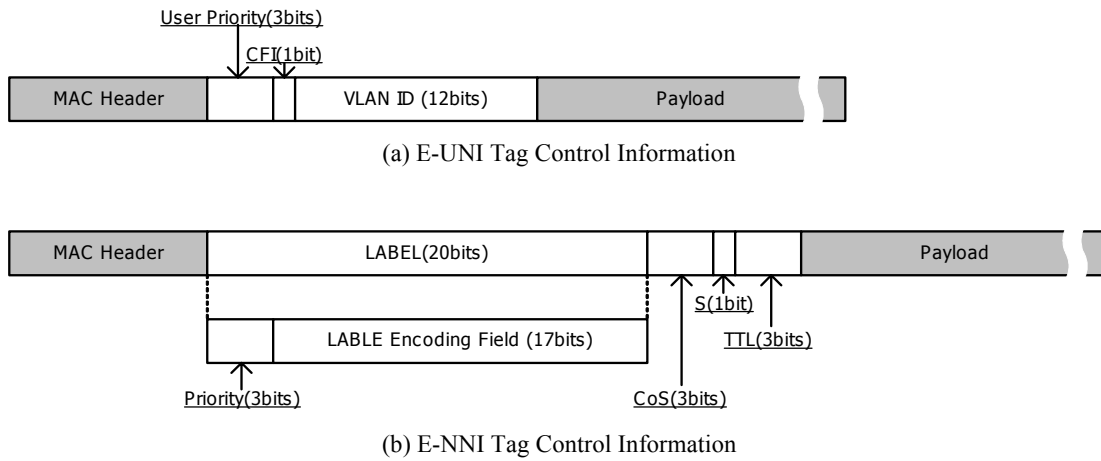 User Priority(3bits)
CFI(1bit)
MAC Header
VLAN ID (12bits)
Payload
(a) E-UNI Tag Control Information
MAC Header
LABEL(20bits)
Payload
S(1bit)
LABLE Encoding Field (17bits)
TTL(3bits)
Priority(3bits)
CoS(3bits)
(b) E-NNI Tag Control Information